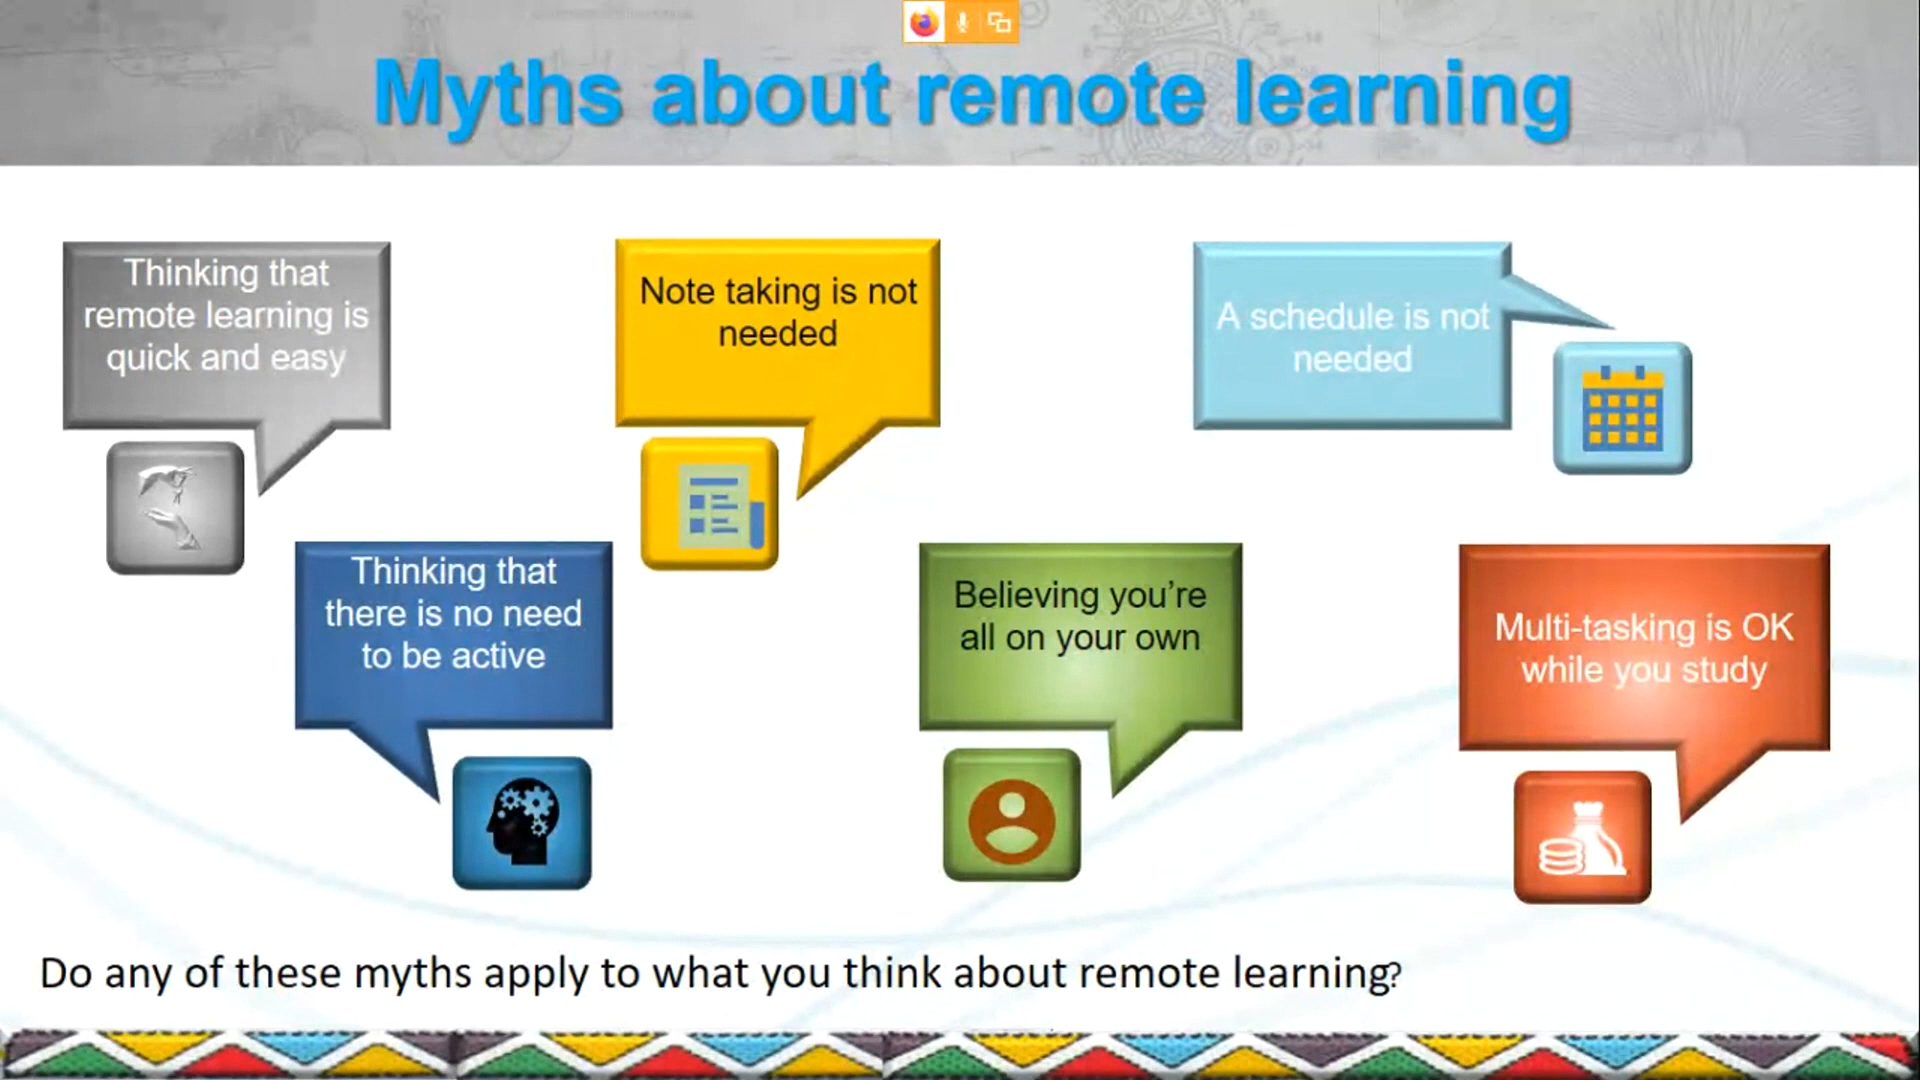 Myths about remote learning
Thinking that
remote learning is
quick and easy
Note taking is not
needed
A schedule is not
needed
Thinking that
there is no need
to be active
Believing you’re
all on your own
Multi-tasking is OK
while you study
Do any of these myths apply to what you think about remote learning?